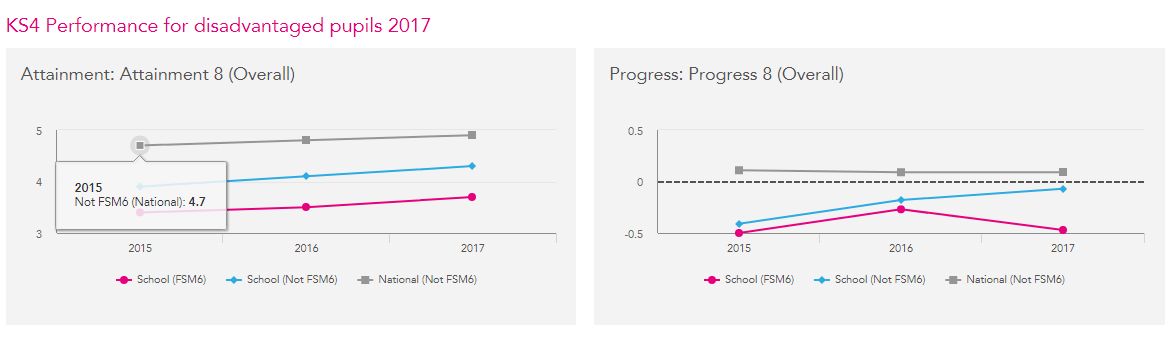 KS4 Performance for disadvantaged pupils 2017
Attainment: Attainment 8 (Overall)
5
4
3
2015
Not FSM6 (National): 4.7
2015 2016 2017
School (FSM6) School (Not FSM6) National (Not FSM6)
Progress: Progress 8 (Overall)
0.5
0
-0.5
2015 2016 2017
School (FSM6) School (Not FSM6) National (Not FSM6)